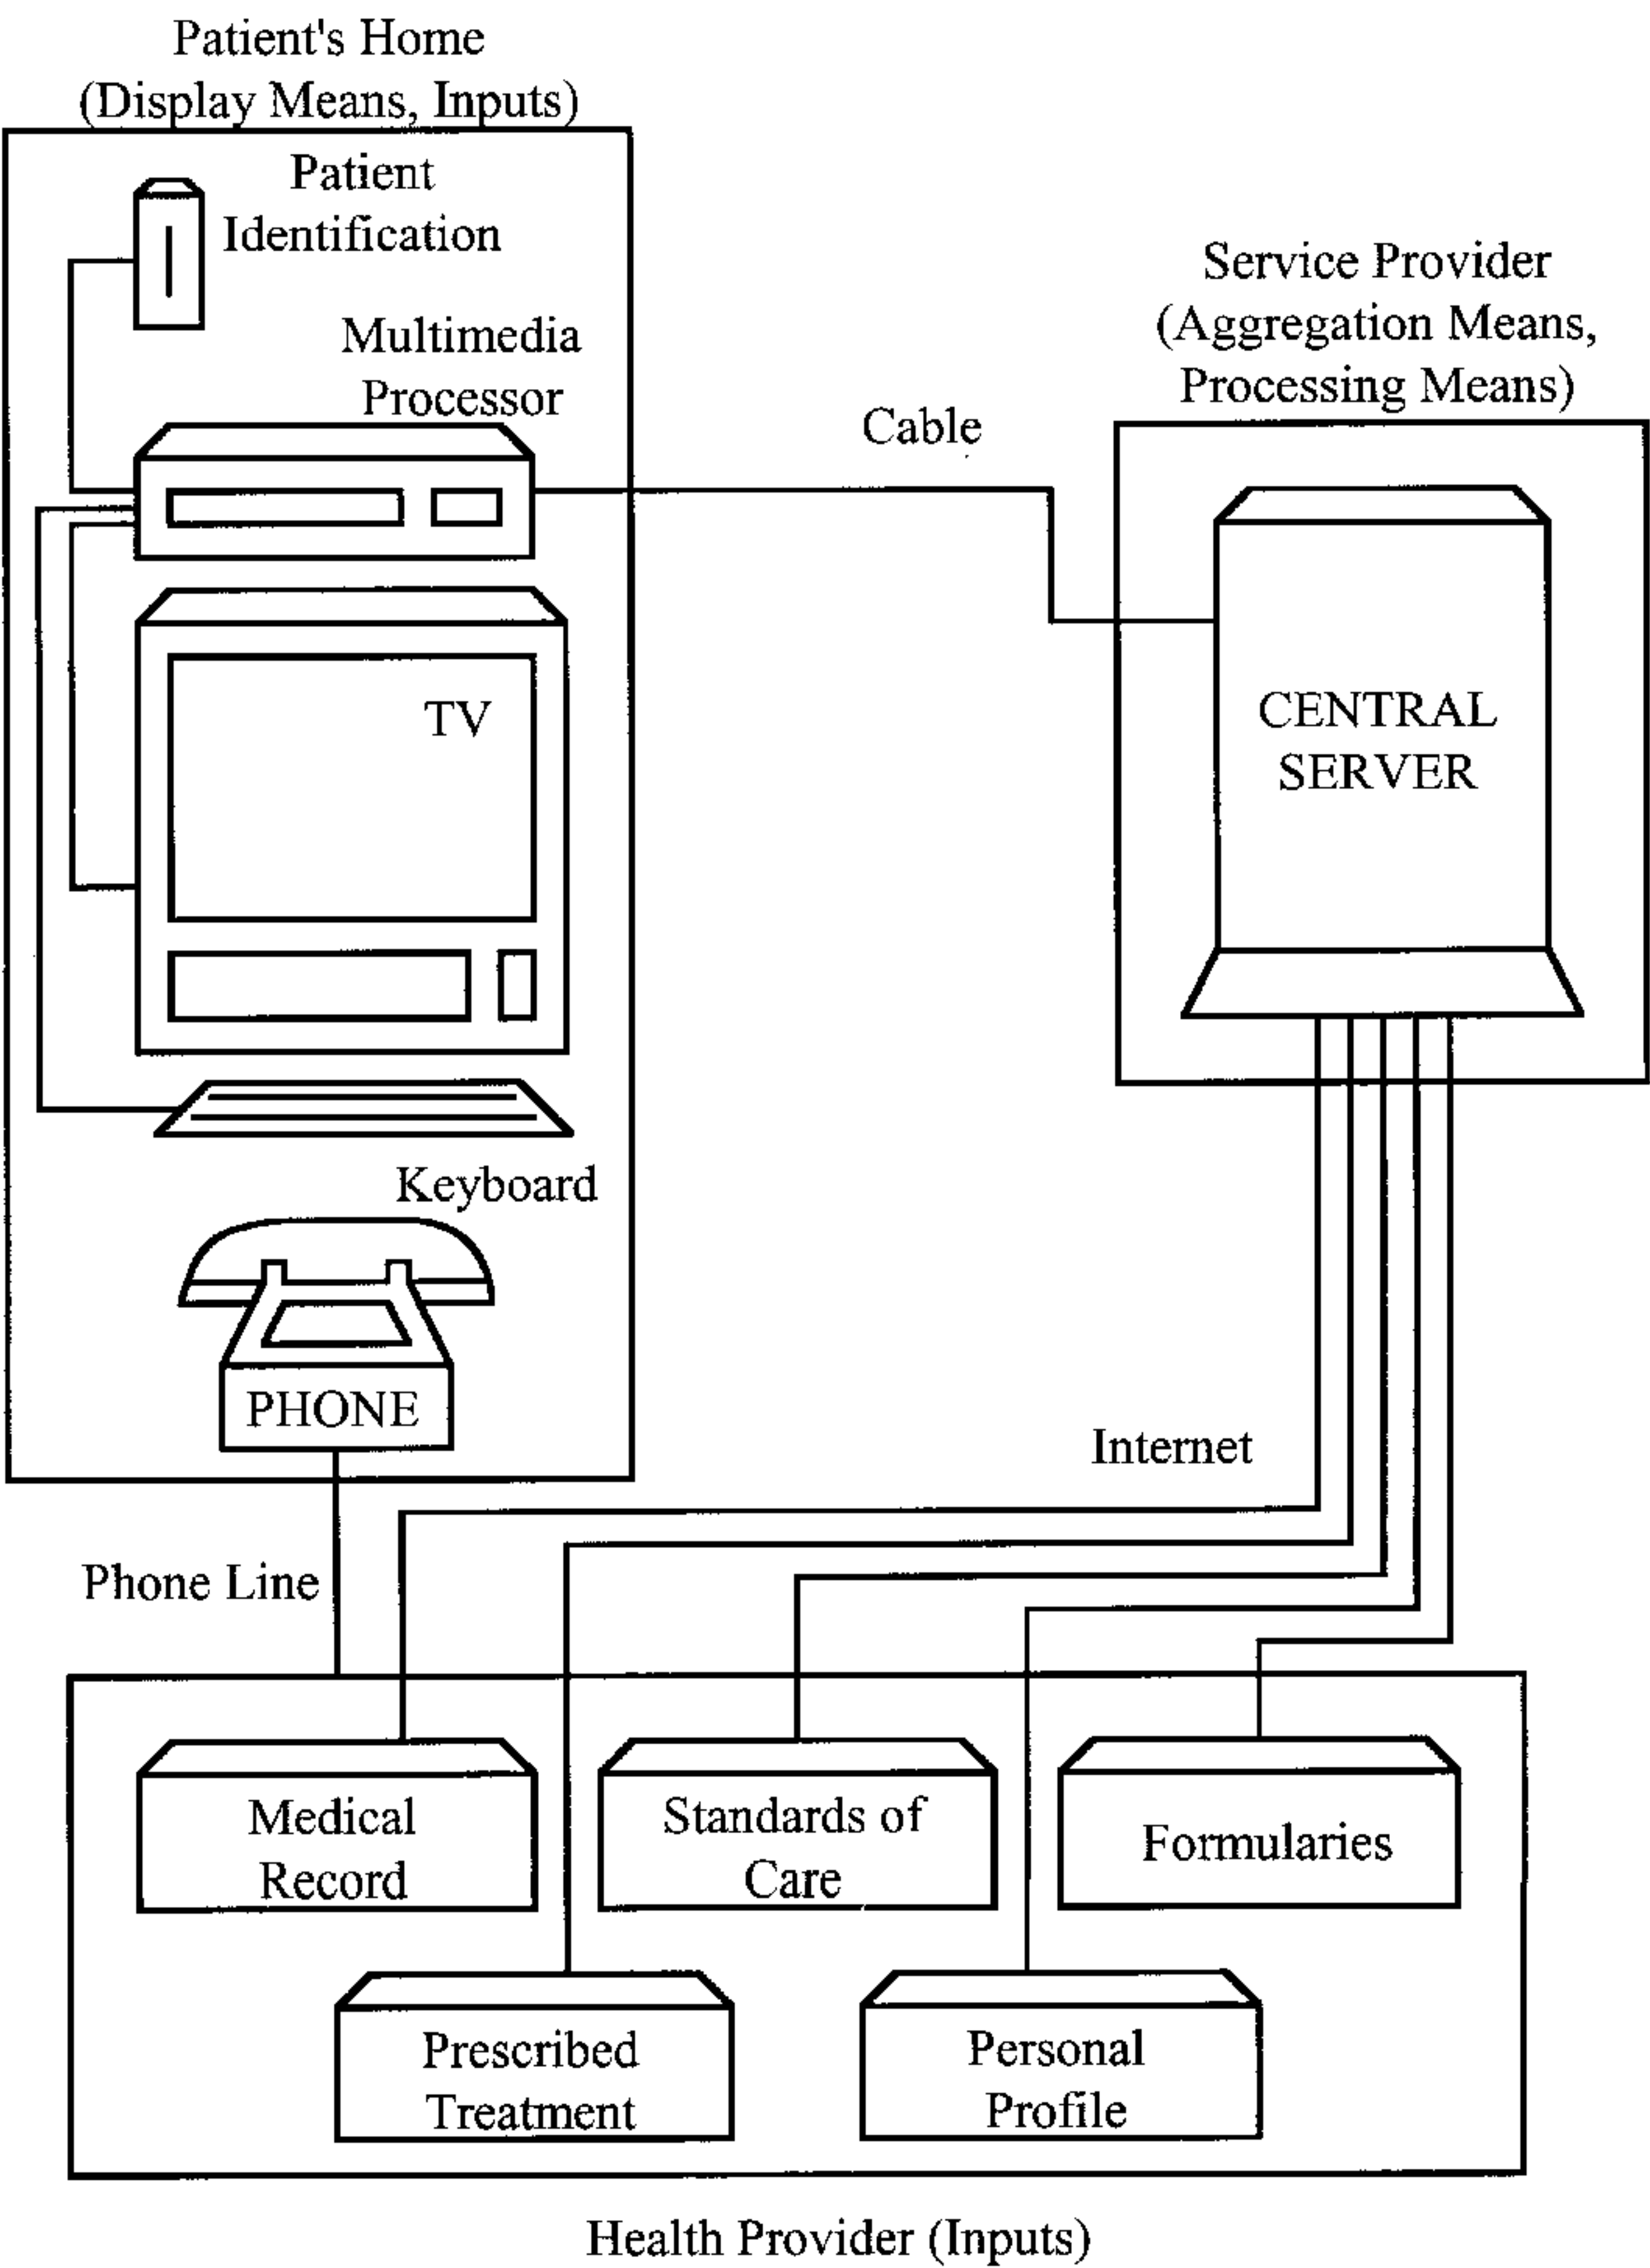 Patient's Home
(Display Means, Inputs)
Patient
Identification
Multimedia
Processor
TV
Keyboard
PHONE
Cable
Service Provider
(Aggregation Means,
Processing Means)
CENTRAL
SERVER
Internet
Phone Line
Medical
Record
Standards of
Care
Formularies
Prescribed
Treatment
Personal
Profile
Health Provider (Inputs)